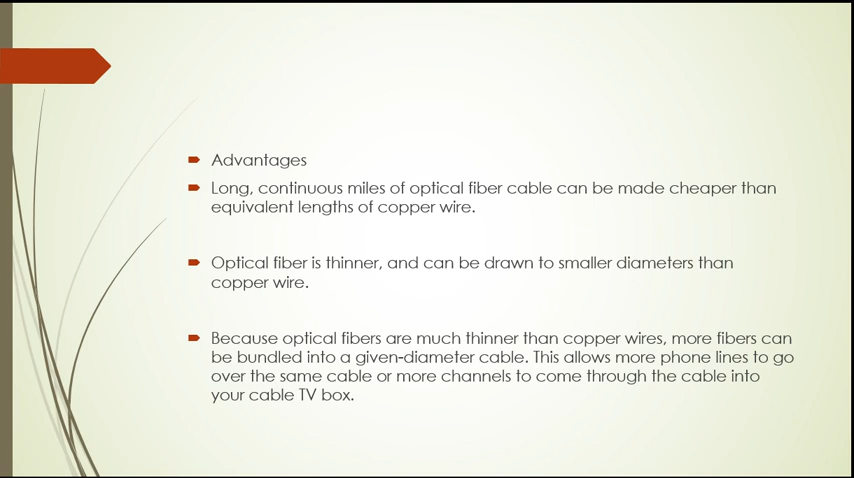 Advantages
Long, continuous miles of optical fiber cable can be made cheaper than
equivalent lengths of copper wire.
Optical fiber is thinner, and can be drawn to smaller diameters than
copper wire.
Because optical fibers are much thinner than copper wires, more fibers can
be bundled into a given-diameter cable. This allows more phone lines to go
over the same cable or more channels to come through the cable into
your cable TV box.